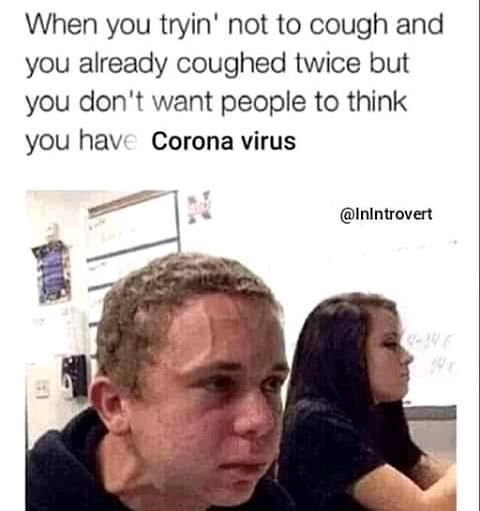 When you tryin' not to cough and
you already coughed twice but
you don't want people to think
you have Corona virus
@InIntrovert